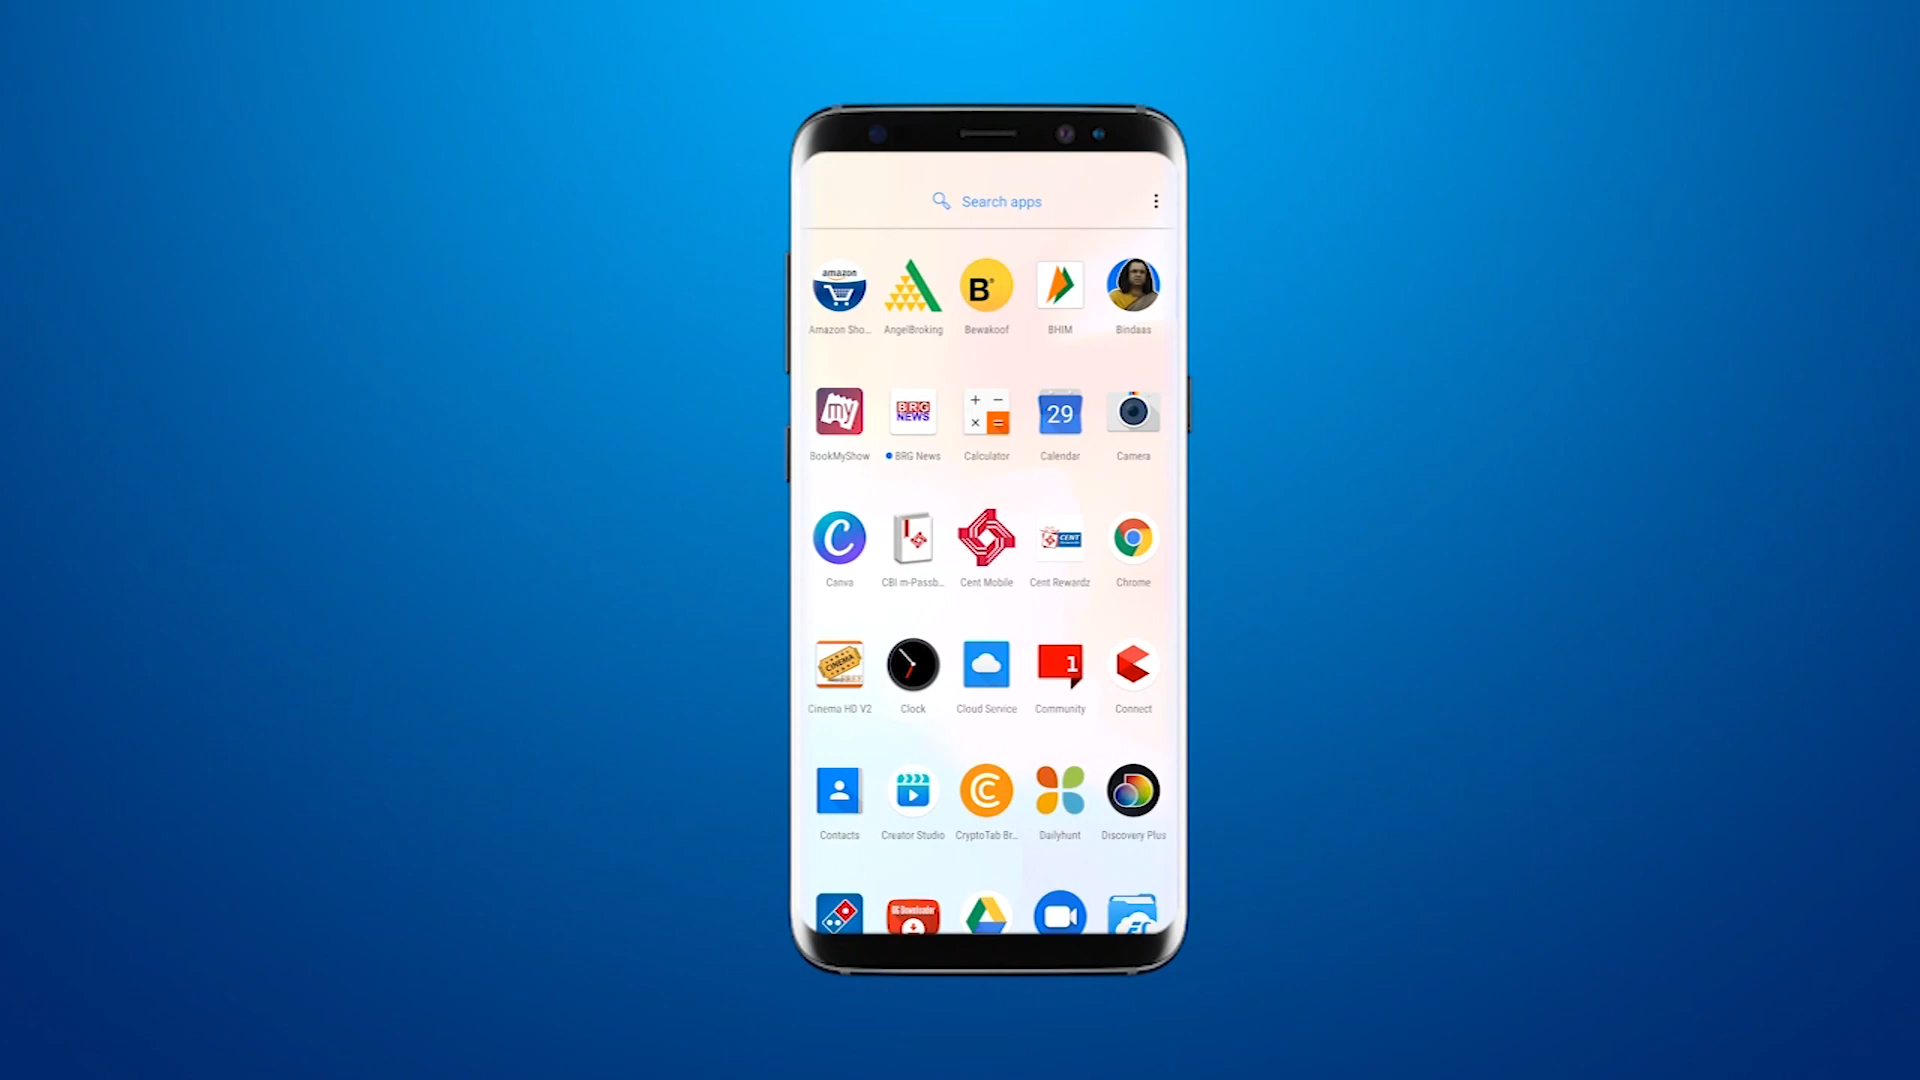 Search apps
amazon
B
Amazon Sho... AngelBroking Bewakoof BHIM Bindaas
my BRG NEWS + − × = 29
BookMyShow BRG News Calculator Calendar Camera
C CENT
Canva CBI m-Passb... Cent Mobile Cent Rewardz Chrome
CINEMA FREE 1
Cinema HD V2 Clock Cloud Service Community Connect
Contacts Creator Studio CryptoTab Br... Dailyhunt Discovery Plus
Downloader